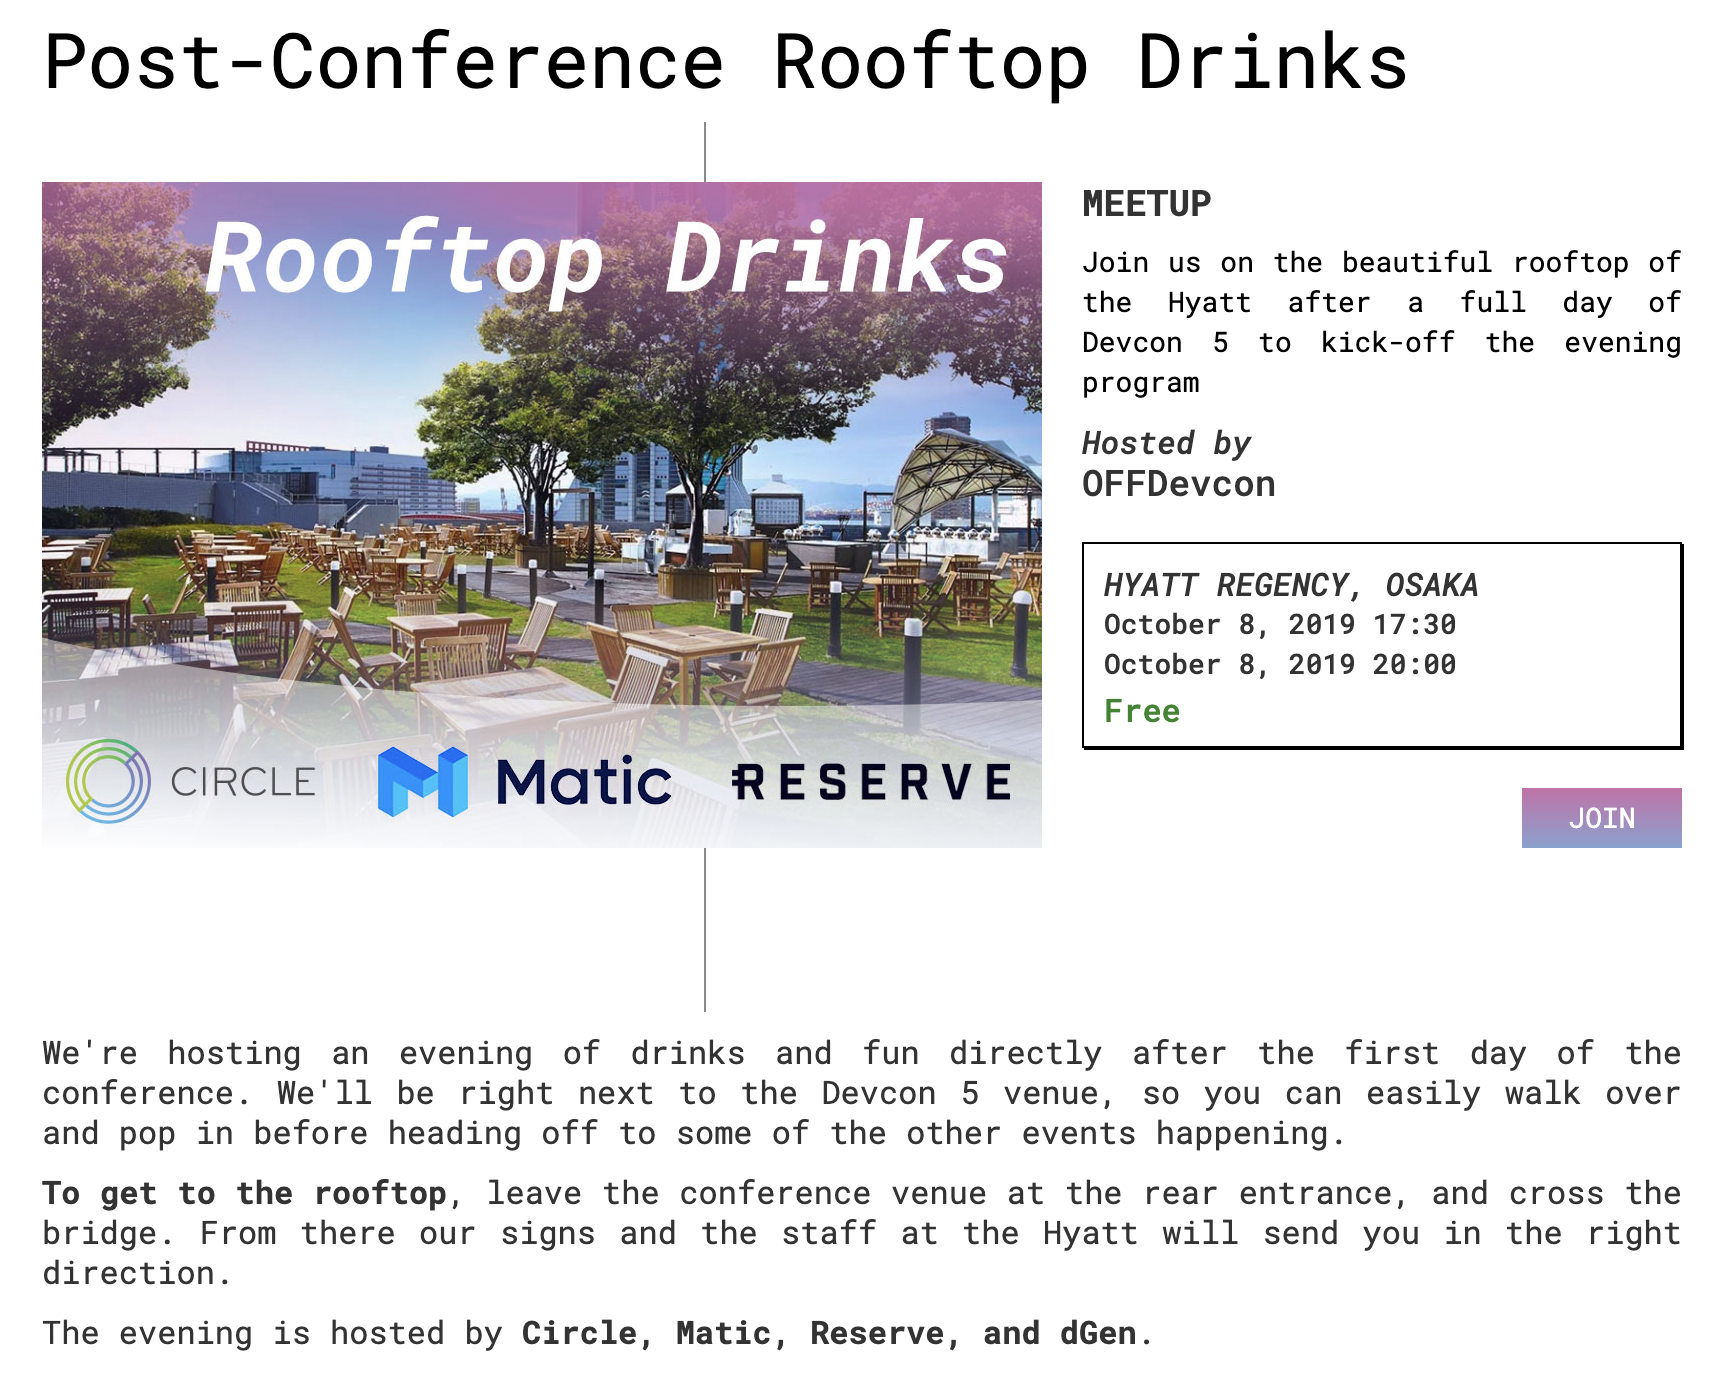 Post-Conference Rooftop Drinks
Rooftop Drinks
CIRCLE
Matic
RESERVE
MEETUP
Join us on the beautiful rooftop of
the Hyatt after a full day of
Devcon 5 to kick-off the evening
program
Hosted by
OFFDevcon
HYATT REGENCY, OSAKA
October 8, 2019 17:30
October 8, 2019 20:00
Free
JOIN
We're hosting an evening of drinks and fun directly after the first day of the
conference. We'll be right next to the Devcon 5 venue, so you can easily walk over
and pop in before heading off to some of the other events happening.
To get to the rooftop, leave the conference venue at the rear entrance, and cross the
bridge. From there our signs and the staff at the Hyatt will send you in the right
direction.
The evening is hosted by Circle, Matic, Reserve, and dGen.